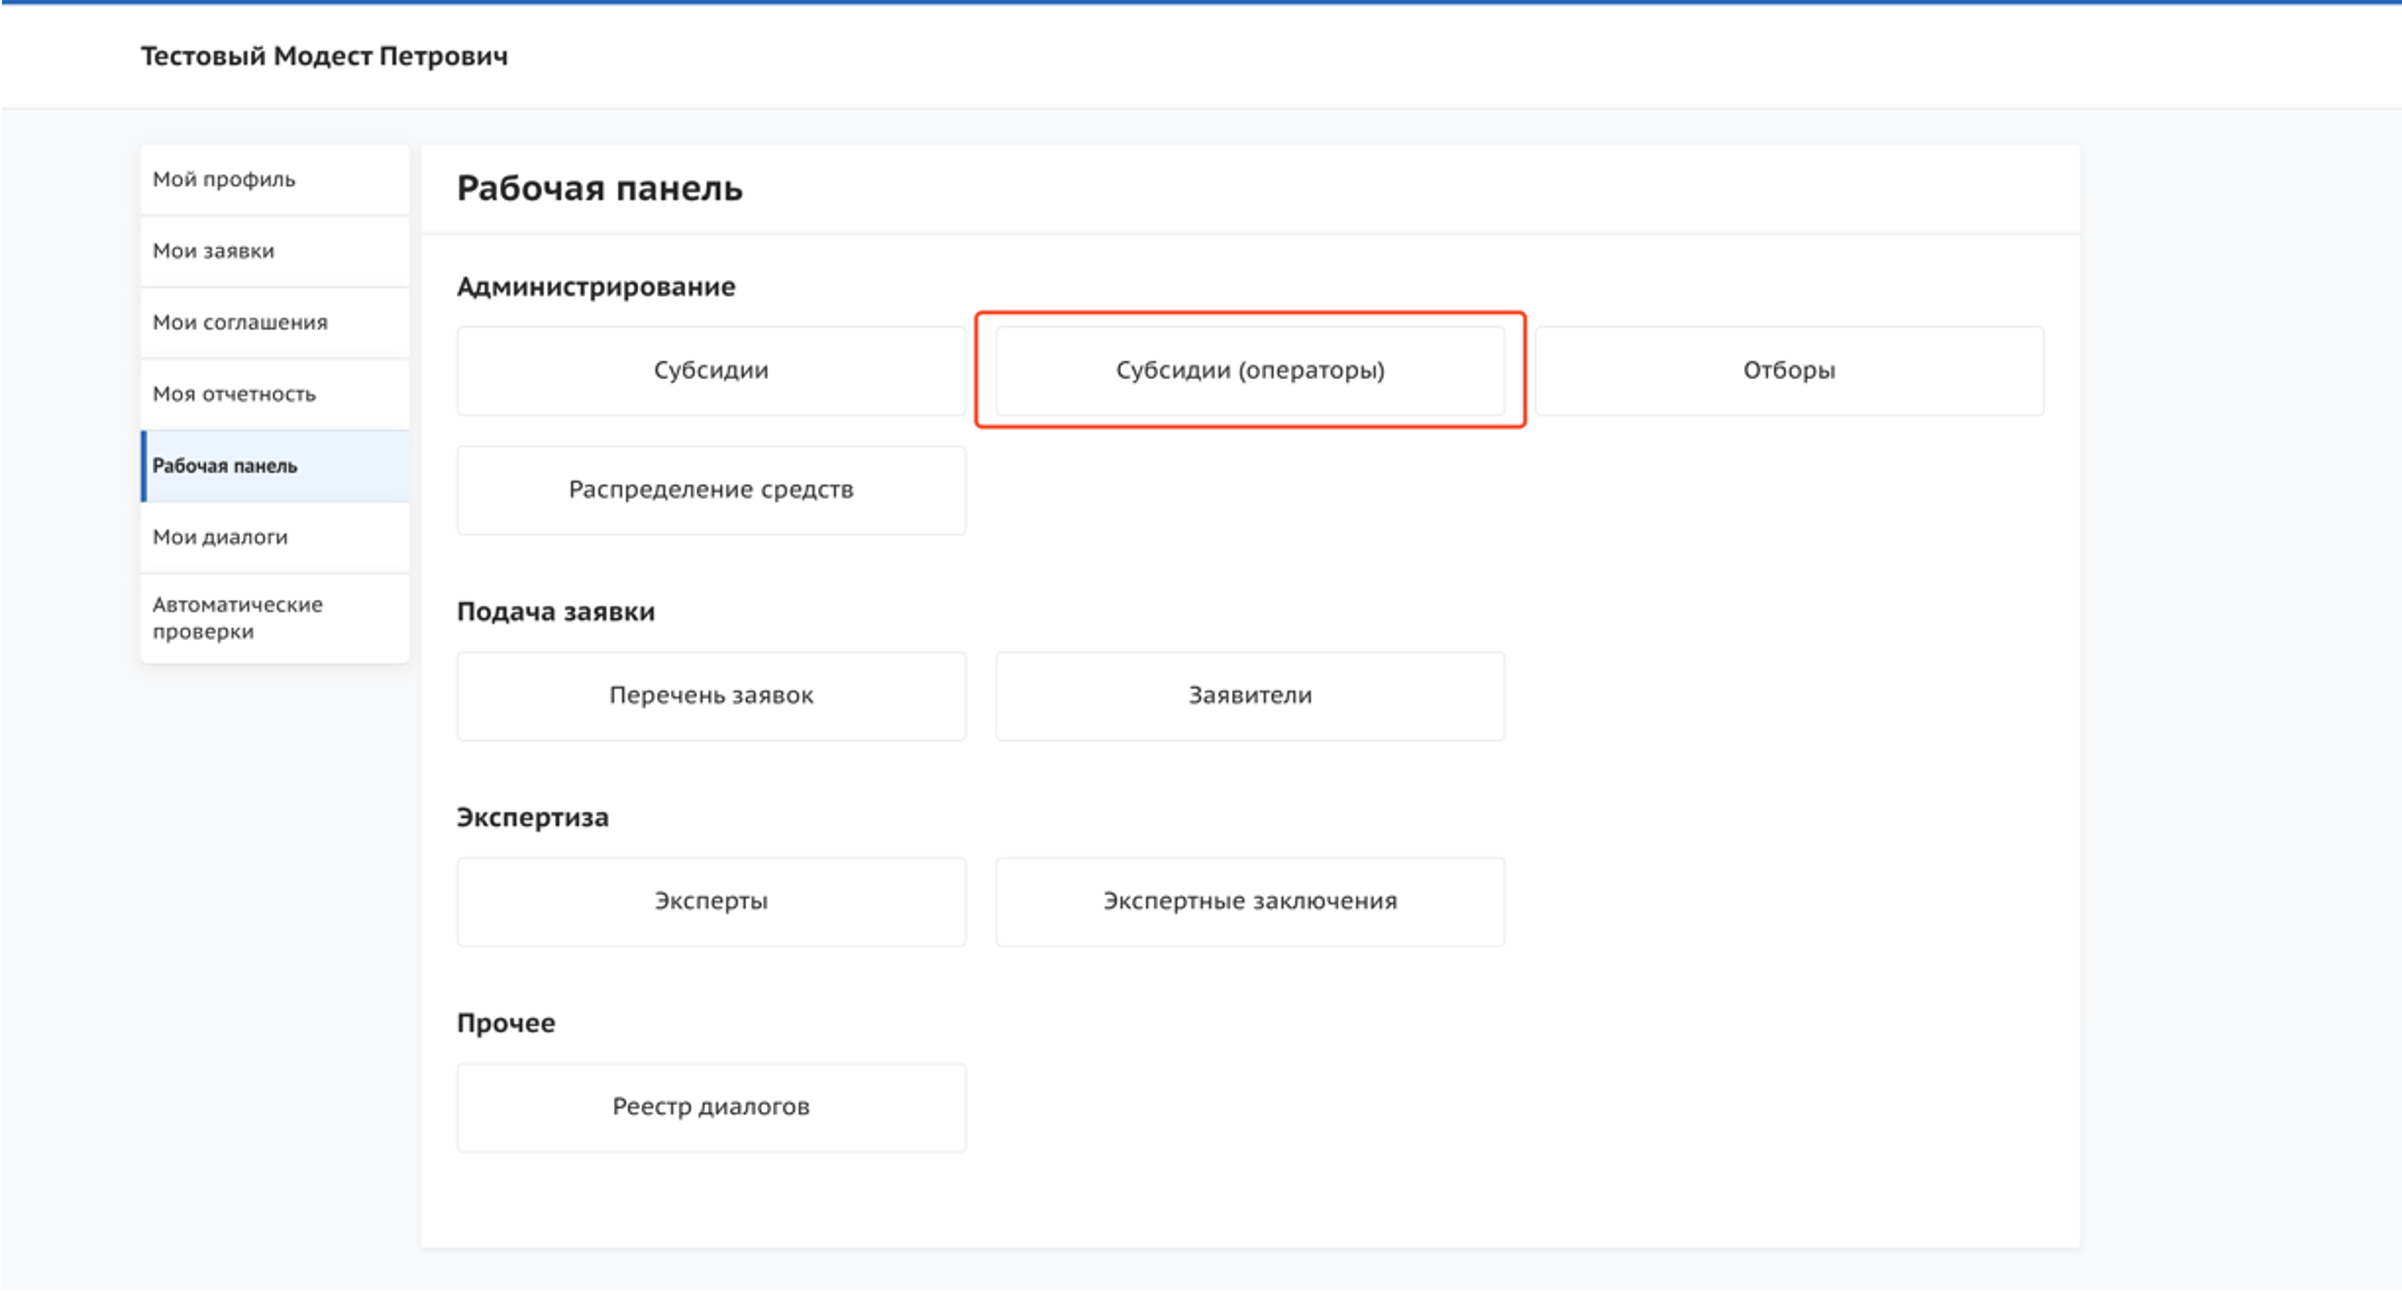 Тестовый Модест Петрович
Мой профиль
Мои заявки
Мои соглашения
Моя отчетность
Рабочая панель
Мои диалоги
Автоматические
проверки
Рабочая панель
Администрирование
Субсидии
Субсидии (операторы)
Отборы
Распределение средств
Подача заявки
Перечень заявок
Заявители
Экспертиза
Эксперты
Экспертные заключения
Прочее
Реестр диалогов